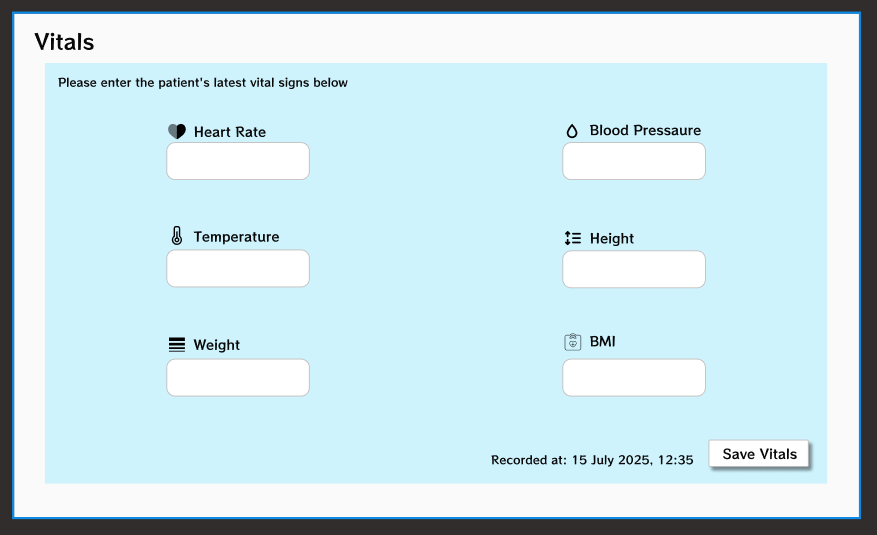 Vitals
Please enter the patient's latest vital signs below
Heart Rate
Blood Pressaure
Temperature
Height
Weight
BMI
Recorded at: 15 July 2025, 12:35
Save Vitals